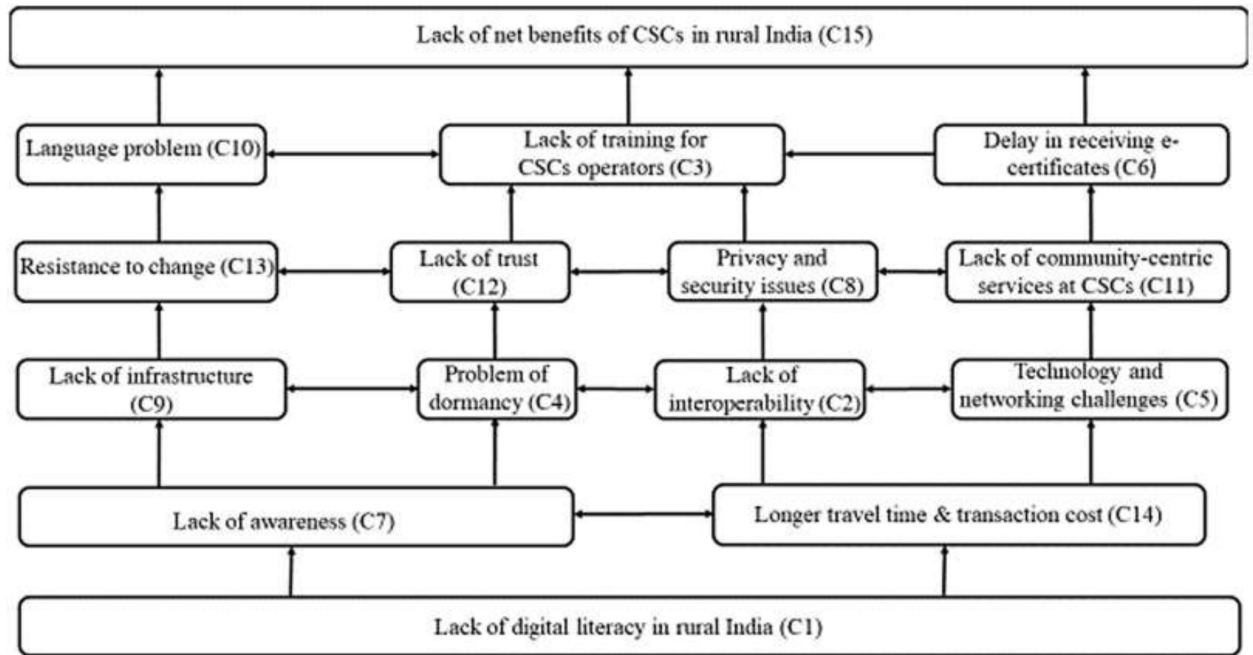 Lack of net benefits of CSCs in rural India (C15)
Language problem (C10)
Lack of training for
CSCs operators (C3)
Delay in receiving e-
certificates (C6)
Resistance to change (C13)
Lack of trust
(C12)
Privacy and
security issues (C8)
Lack of community-centric
services at CSCs (C11)
Lack of infrastructure
(C9)
Problem of
dormancy (C4)
Lack of
interoperability (C2)
Technology and
networking challenges (C5)
Lack of awareness (C7)
Longer travel time & transaction cost (C14)
Lack of digital literacy in rural India (C1)